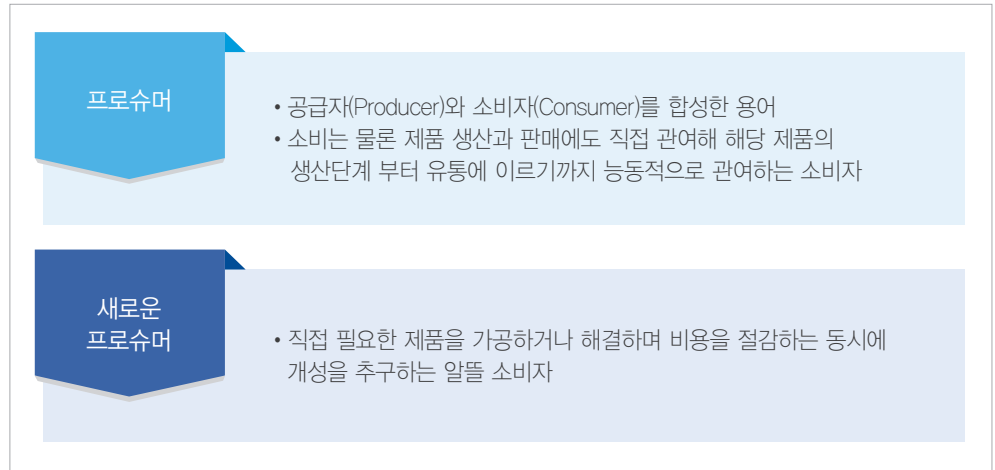 프로슈머
• 공급자(Producer)와 소비자(Consumer)를 합성한 용어
• 소비는 물론 제품 생산과 판매에도 직접 관여해 해당 제품의
생산단계 부터 유통에 이르기까지 능동적으로 관여하는 소비자
새로운
프로슈머
• 직접 필요한 제품을 가공하거나 해결하며 비용을 절감하는 동시에
개성을 추구하는 알뜰 소비자